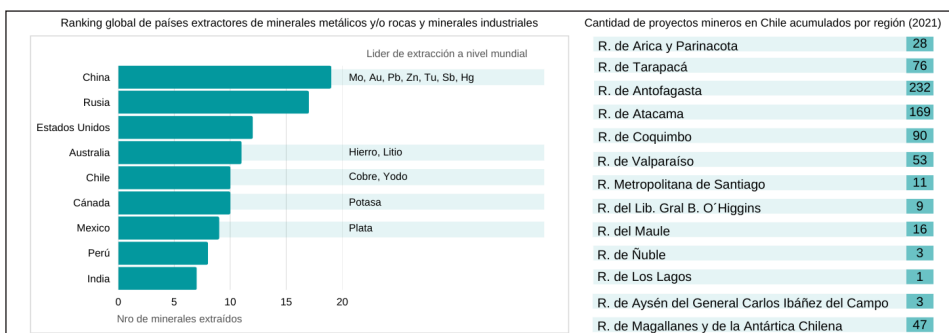 Ranking global de países extractores de minerales metálicos y/o rocas y minerales industriales
Lider de extracción a nivel mundial
China Mo, Au, Pb, Zn, Tu, Sb, Hg
Rusia
Estados Unidos
Australia Hierro, Litio
Chile Cobre, Yodo
Cánada Potasa
Mexico Plata
Perú
India
0 5 10 15 20
Nro de minerales extraídos
Cantidad de proyectos mineros en Chile acumulados por región (2021)
R. de Arica y Parinacota 28
R. de Tarapacá 76
R. de Antofagasta 232
R. de Atacama 169
R. de Coquimbo 90
R. de Valparaíso 53
R. Metropolitana de Santiago 11
R. del Lib. Gral B. O´Higgins 9
R. del Maule 16
R. de Ñuble 3
R. de Los Lagos 1
R. de Aysén del General Carlos Ibáñez del Campo 3
R. de Magallanes y de la Antártica Chilena 47